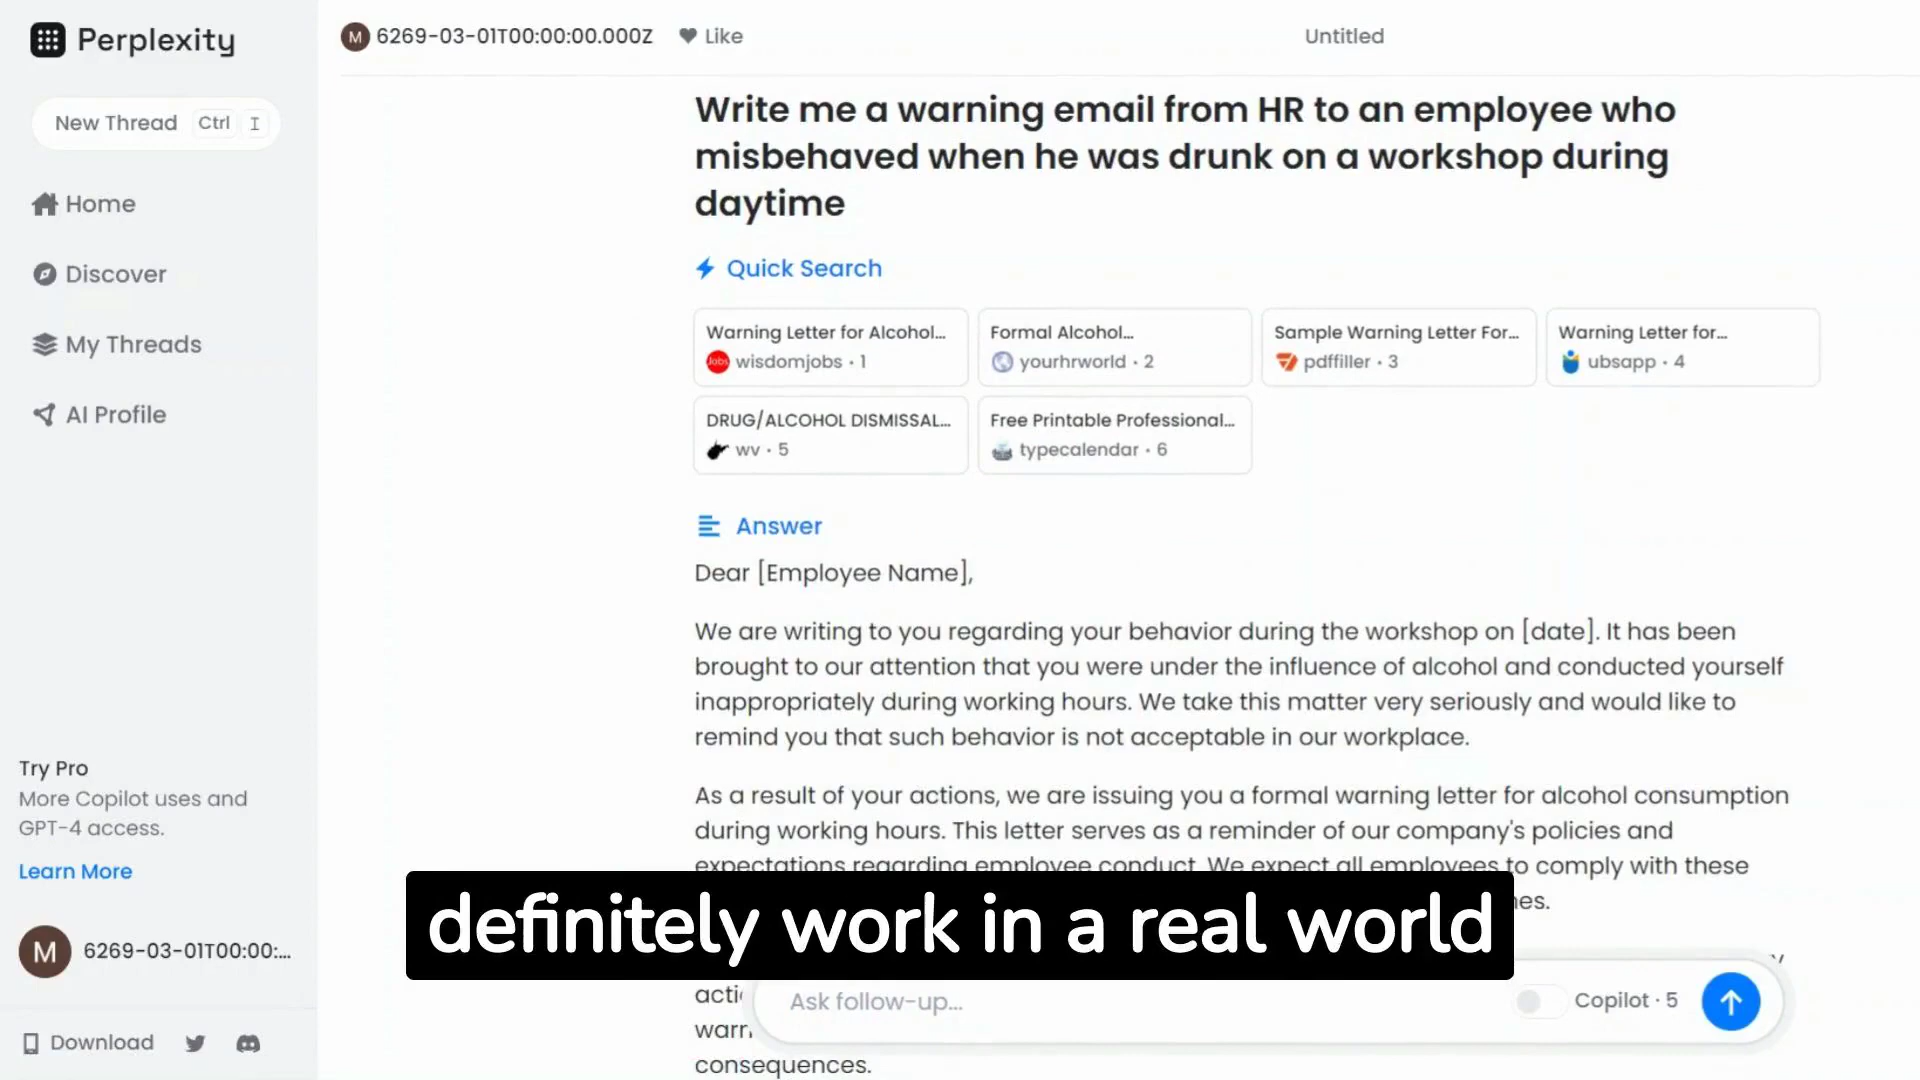 Perplexity
New Thread Ctrl I
Home
Discover
My Threads
AI Profile
Try Pro
More Copilot uses and
GPT-4 access.
Learn More
M 6269-03-01T00:00:...
Download
M 6269-03-01T00:00:00.000Z Like Untitled
Write me a warning email from HR to an employee who
misbehaved when he was drunk on a workshop during
daytime
Quick Search
Warning Letter for Alcohol...
Jobs wisdomjobs · 1
Formal Alcohol...
yourhrworld · 2
Sample Warning Letter For...
pdffiller · 3
Warning Letter for...
ubsapp · 4
DRUG/ALCOHOL DISMISSAL...
wv · 5
Free Printable Professional...
typecalendar · 6
Answer
Dear [Employee Name],
We are writing to you regarding your behavior during the workshop on [date]. It has been
brought to our attention that you were under the influence of alcohol and conducted yourself
inappropriately during working hours. We take this matter very seriously and would like to
remind you that such behavior is not acceptable in our workplace.
As a result of your actions, we are issuing you a formal warning letter for alcohol consumption
during working hours. This letter serves as a reminder of our company's policies and
expectations regarding employee conduct. We expect all employees to comply with these
definitely work in a real world
Ask follow-up... Copilot · 5
consequences.